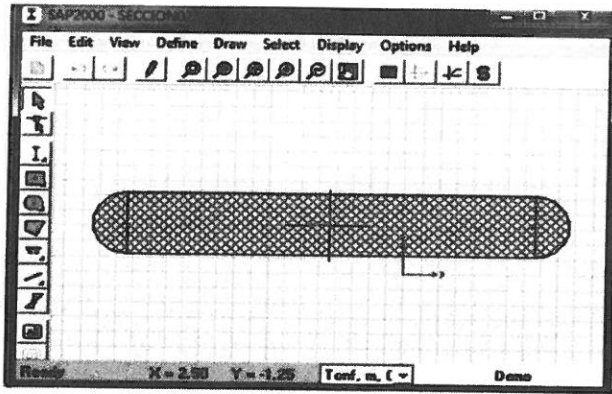 SAP2000 - SECCION
File Edit View Define Draw Select Display Options Help
Ready X = 2.50 Y = -1.25 Tonf, m, C Done